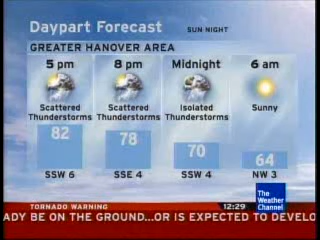 Daypart Forecast SUN NIGHT
GREATER HANOVER AREA
5 pm 8 pm Midnight 6 am
Scattered Scattered Isolated Sunny
Thunderstorms Thunderstorms Thunderstorms
82 78 70 64
SSW 6 SSE 4 SSW 4 NW 3
The
Weather
Channel
TORNADO WARNING 12:29
ADY BE ON THE GROUND...OR IS EXPECTED TO DEVELO